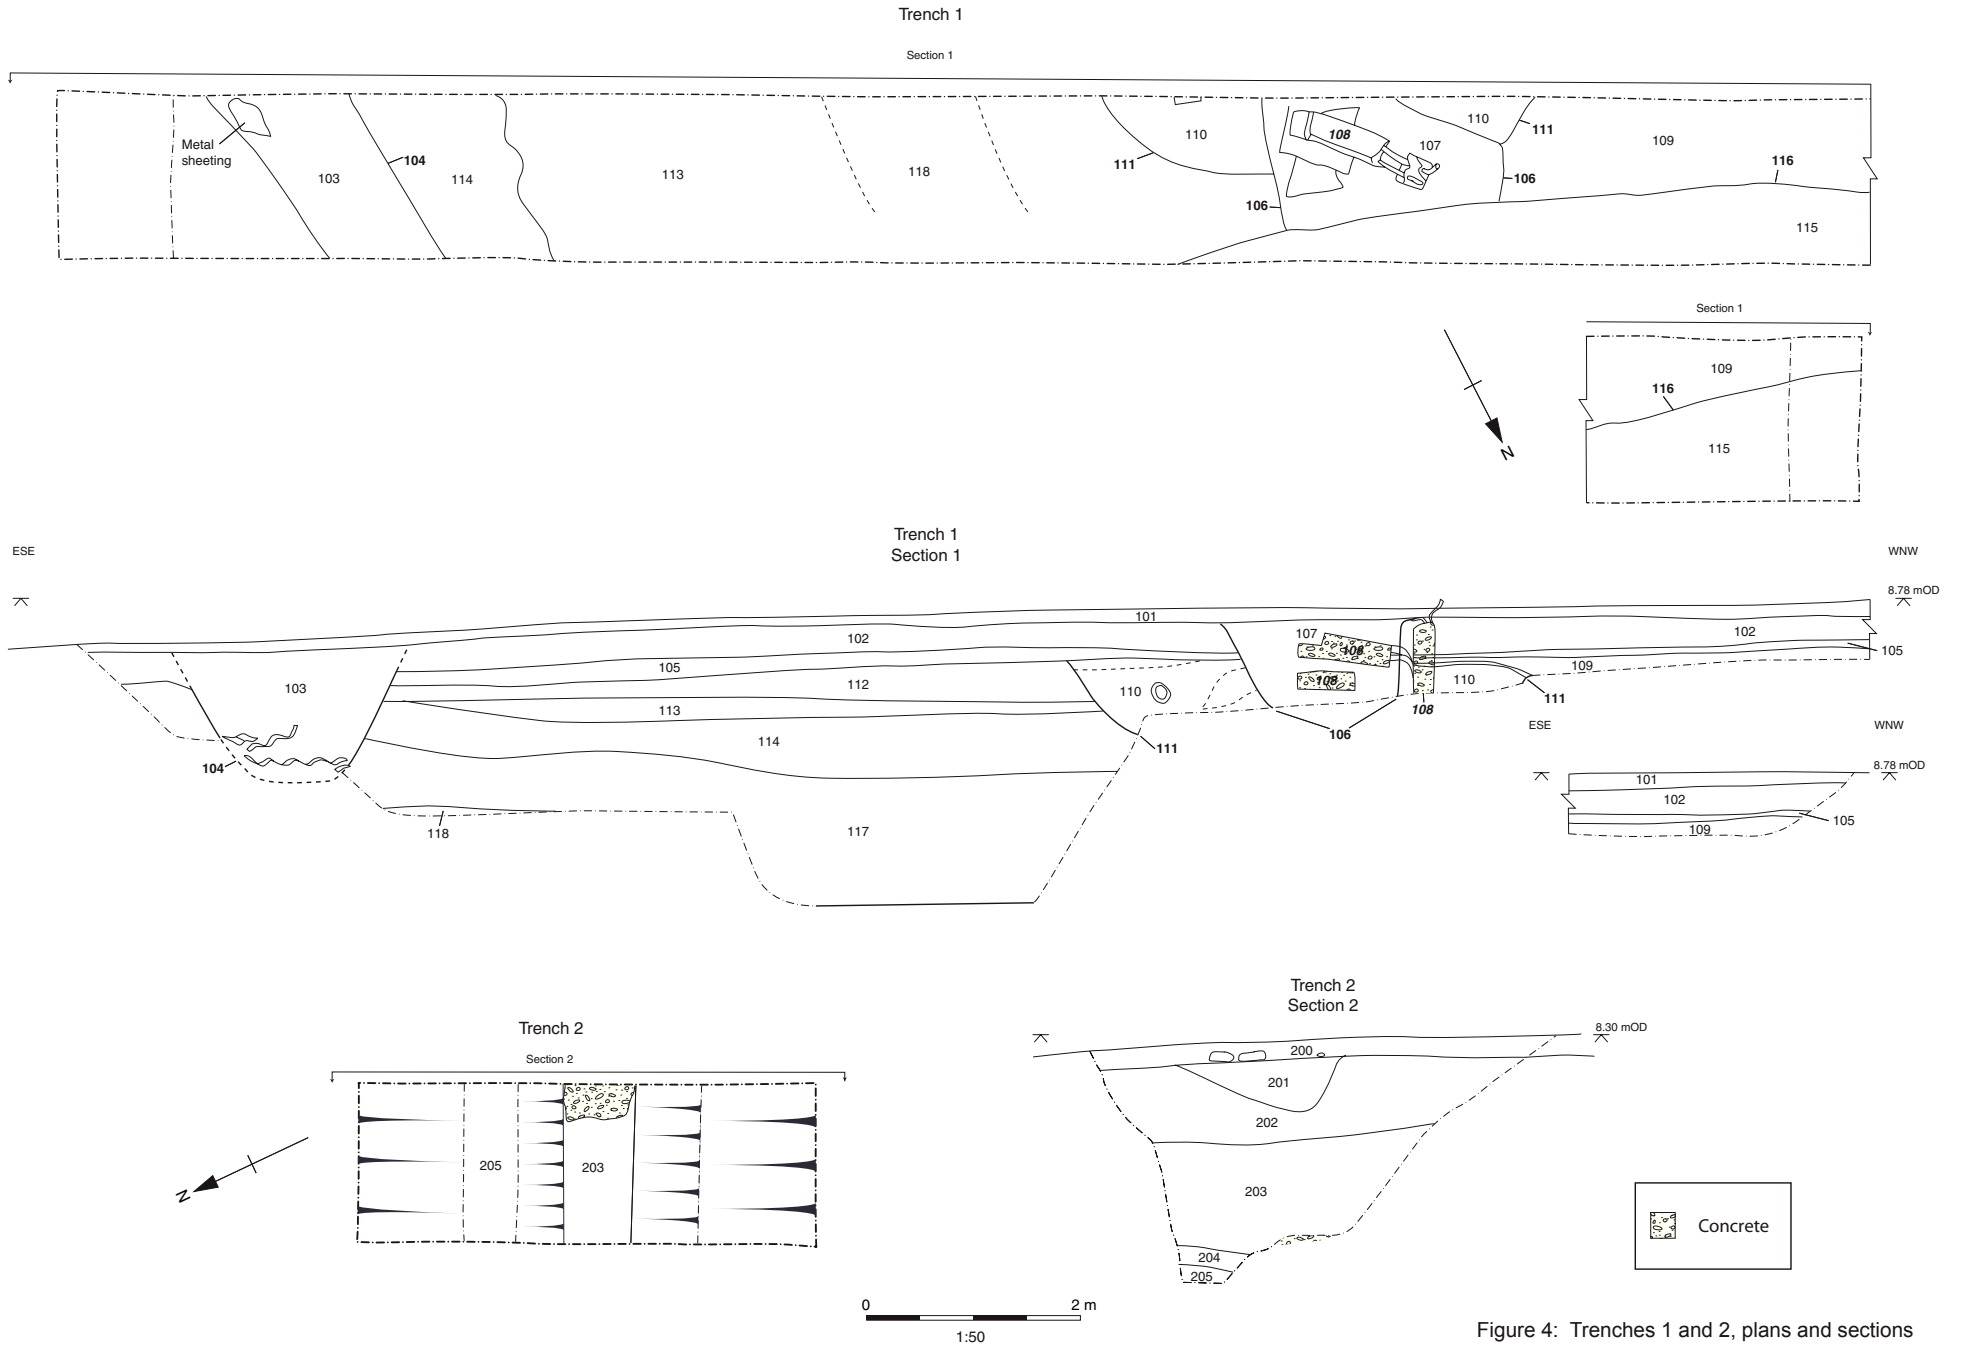 Trench 1
Section 1
Metal
sheeting
103
104
114
113
118
111
110
106
108
107
110
111
106
109
116
115
Section 1
109
116
115
N
Trench 1
Section 1
ESE
WNW
8.78 mOD
101
102
102
105
105
103
107
108
108
108
109
110
110
112
113
114
111
111
106
104
118
117
ESE
WNW
8.78 mOD
101
102
105
109
Trench 2
Section 2
205
203
N
Trench 2
Section 2
8.30 mOD
200
201
202
203
204
205
Concrete
0
2 m
1:50
Figure 4: Trenches 1 and 2, plans and sections